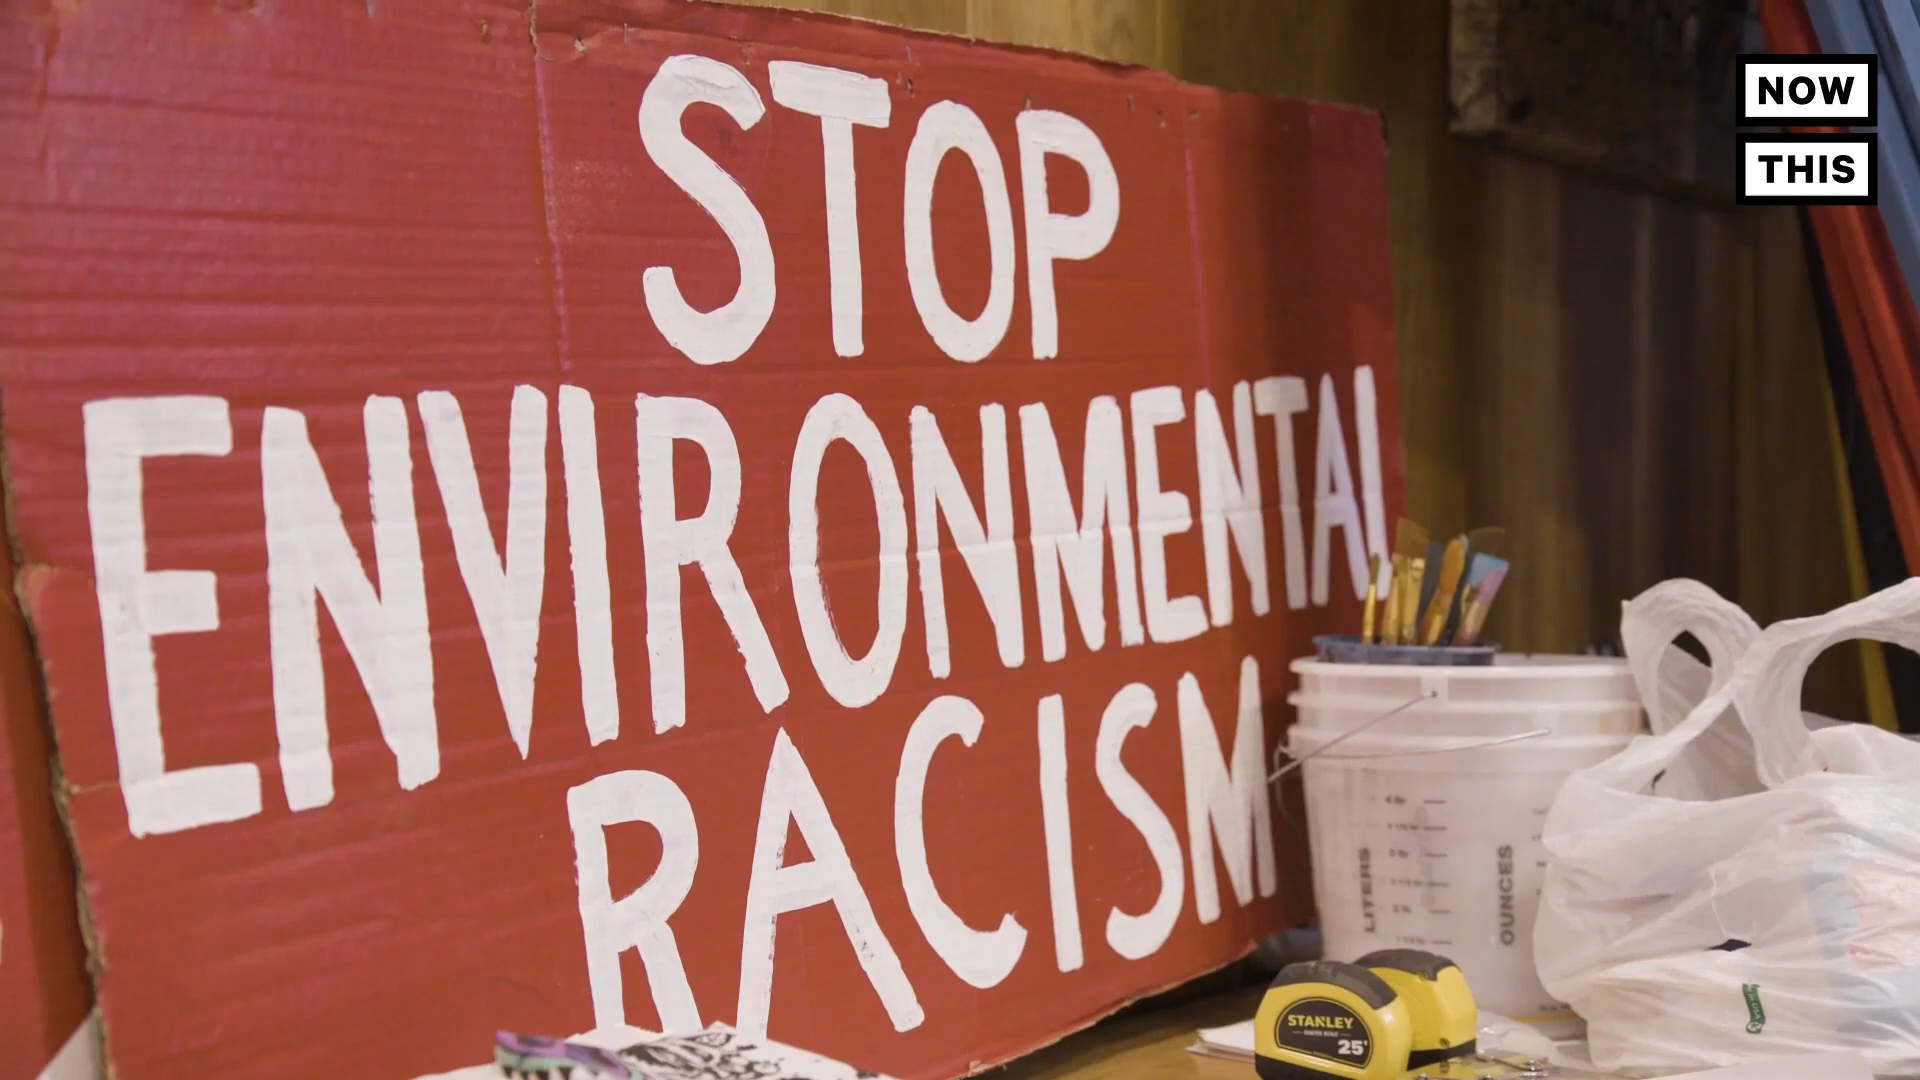 STOP
ENVIRONMENTAL
RACISM
NOW
THIS
LITERS
OUNCES
STANLEY
25'